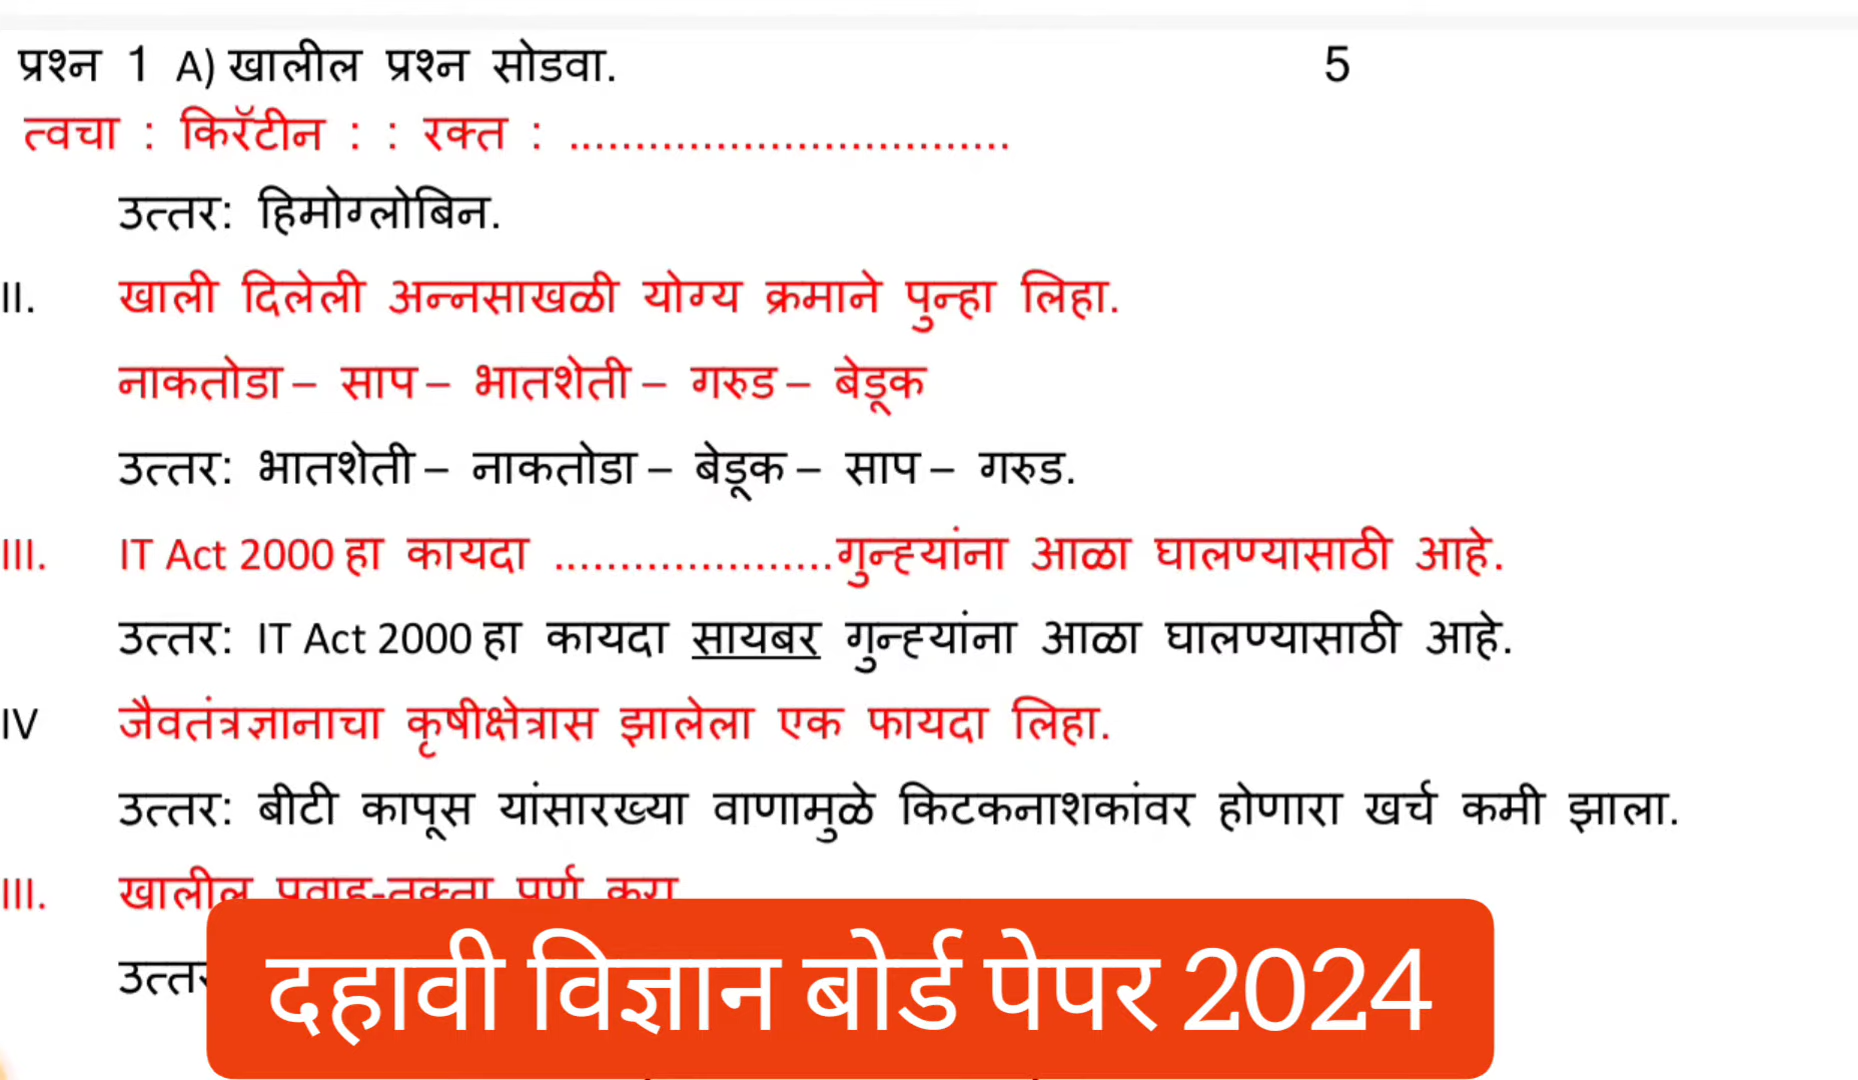 प्रश्न 1 A) खालील प्रश्न सोडवा. 5
त्वचा : किरॅटीन : : रक्त : .................................
उत्तर: हिमोग्लोबिन.
II. खाली दिलेली अन्नसाखळी योग्य क्रमाने पुन्हा लिहा.
नाकतोडा – साप – भातशेती – गरुड – बेडूक
उत्तर: भातशेती – नाकतोडा – बेडूक – साप – गरुड.
III. IT Act 2000 हा कायदा .....................गुन्ह्यांना आळा घालण्यासाठी आहे.
उत्तर: IT Act 2000 हा कायदा सायबर गुन्ह्यांना आळा घालण्यासाठी आहे.
IV जैवतंत्रज्ञानाचा कृषीक्षेत्रास झालेला एक फायदा लिहा.
उत्तर: बीटी कापूस यांसारख्या वाणामुळे किटकनाशकांवर होणारा खर्च कमी झाला.
III. खालील प्रवाह-तक्ता पूर्ण करा
दहावी विज्ञान बोर्ड पेपर 2024